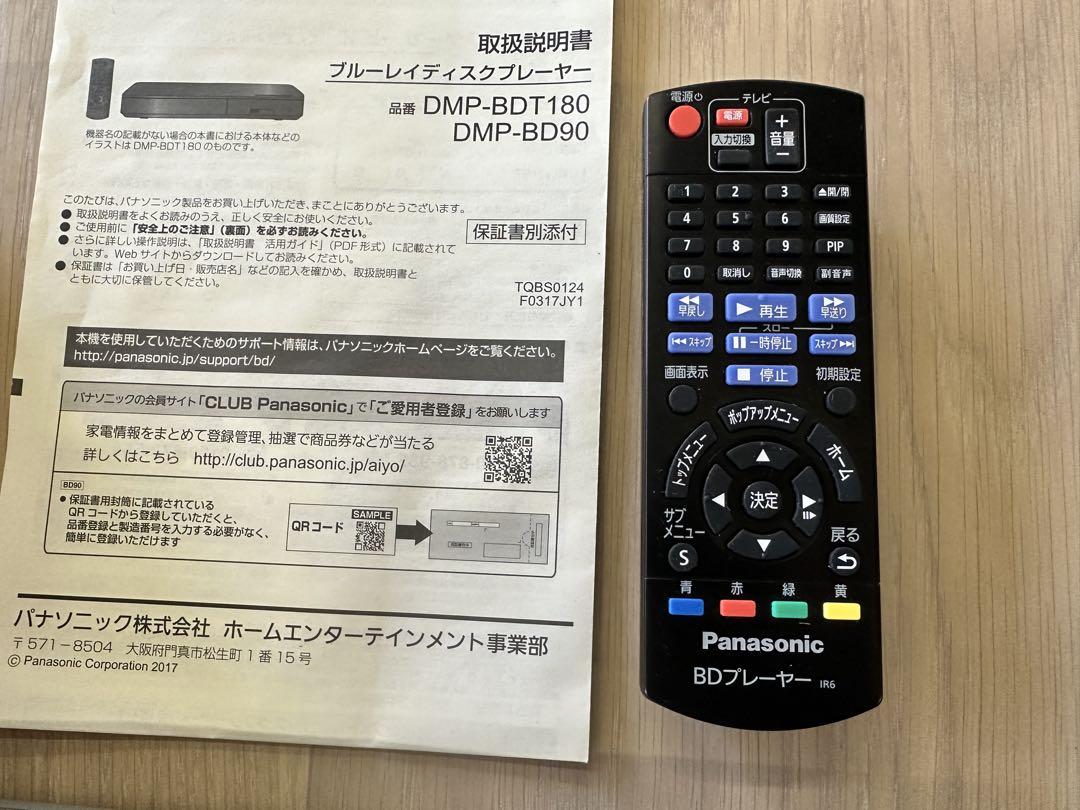 取扱説明書
ブルーレイディスクプレーヤー
品番 DMP-BDT180
DMP-BD90
機器名の記載がない場合の本書における本体などの
イラストはDMP-BDT180のものです。
このたびは、パナソニック製品をお買い上げいただき、まことにありがとうございます。
● 取扱説明書をよくお読みのうえ、正しく安全にお使いください。
● ご使用前に「安全上のご注意」(裏面)を必ずお読みください。
● さらに詳しい操作説明は、「取扱説明書 活用ガイド」(PDF形式)に記載されて
います。Webサイトからダウンロードしてお読みください。
● 保証書は「お買い上げ日・販売店名」などの記入を確かめ、取扱説明書と
ともに大切に保管してください。
保証書別添付
TQBS0124
F0317JY1
本機を使用していただくためのサポート情報は、パナソニックホームページをご覧ください。
http://panasonic.jp/support/bd/
パナソニックの会員サイト「CLUB Panasonic」で「ご愛用者登録」をお願いします
家電情報をまとめて登録管理、抽選で商品券などが当たる
詳しくはこちら http://club.panasonic.jp/aiyo/
BD90
● 保証書用封筒に記載されている
QRコードから登録していただくと、
品番登録と製造番号を入力する必要がなく、
簡単に登録いただけます
QRコード
SAMPLE
パナソニック株式会社 ホームエンターテインメント事業部
〒571-8504 大阪府門真市松生町1番15号
© Panasonic Corporation 2017
電源
テレビ
電源
入力切換
+
音量
−
1 2 3 ▲開/閉
4 5 6 画質設定
7 8 9 PIP
0 取消し 音声切換 副音声
◀◀ 早戻し
▶ 再生
▶▶ 早送り
スロー
|◀◀ スキップ
一時停止
スキップ ▶▶|
画面表示
■ 停止
初期設定
ポップアップメニュー
トップメニュー
ホーム
▲
◀ 決定 ▶
▼
サブ
メニュー
S
戻る
青 赤 緑 黄
Panasonic
BDプレーヤー IR6